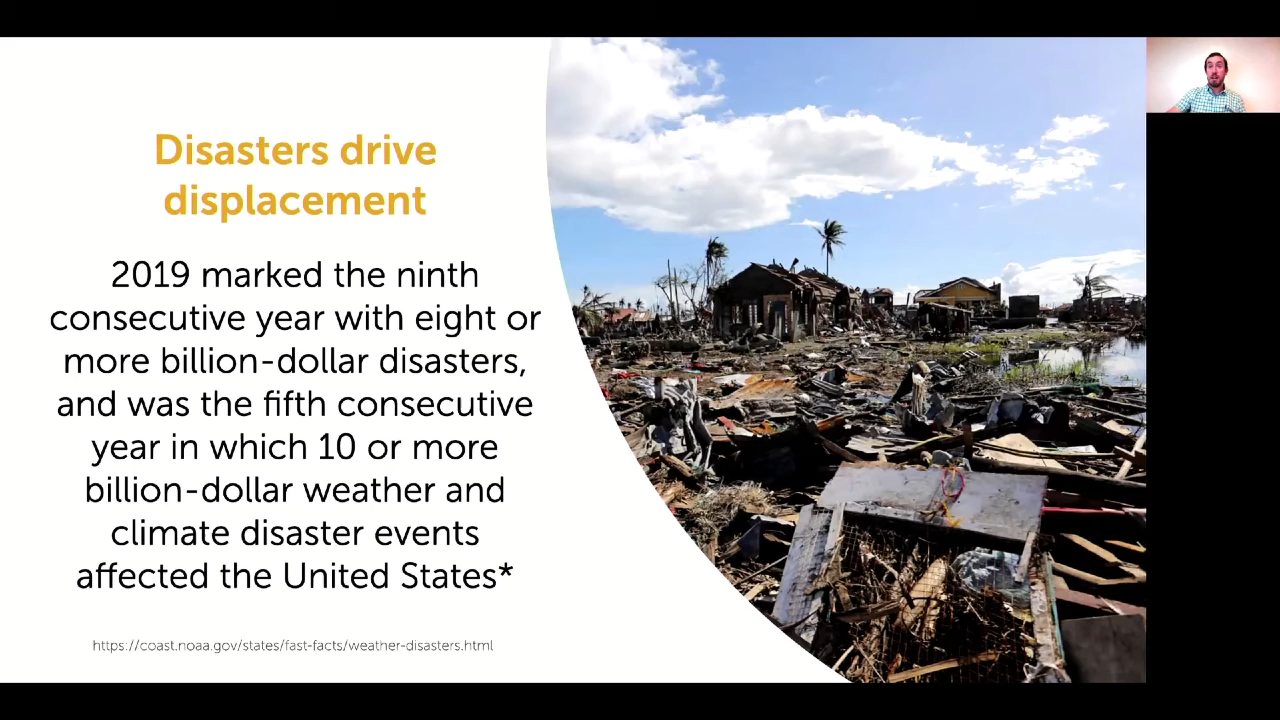 Disasters drive
displacement
2019 marked the ninth
consecutive year with eight or
more billion-dollar disasters,
and was the fifth consecutive
year in which 10 or more
billion-dollar weather and
climate disaster events
affected the United States*
https://coast.noaa.gov/states/fast-facts/weather-disasters.html